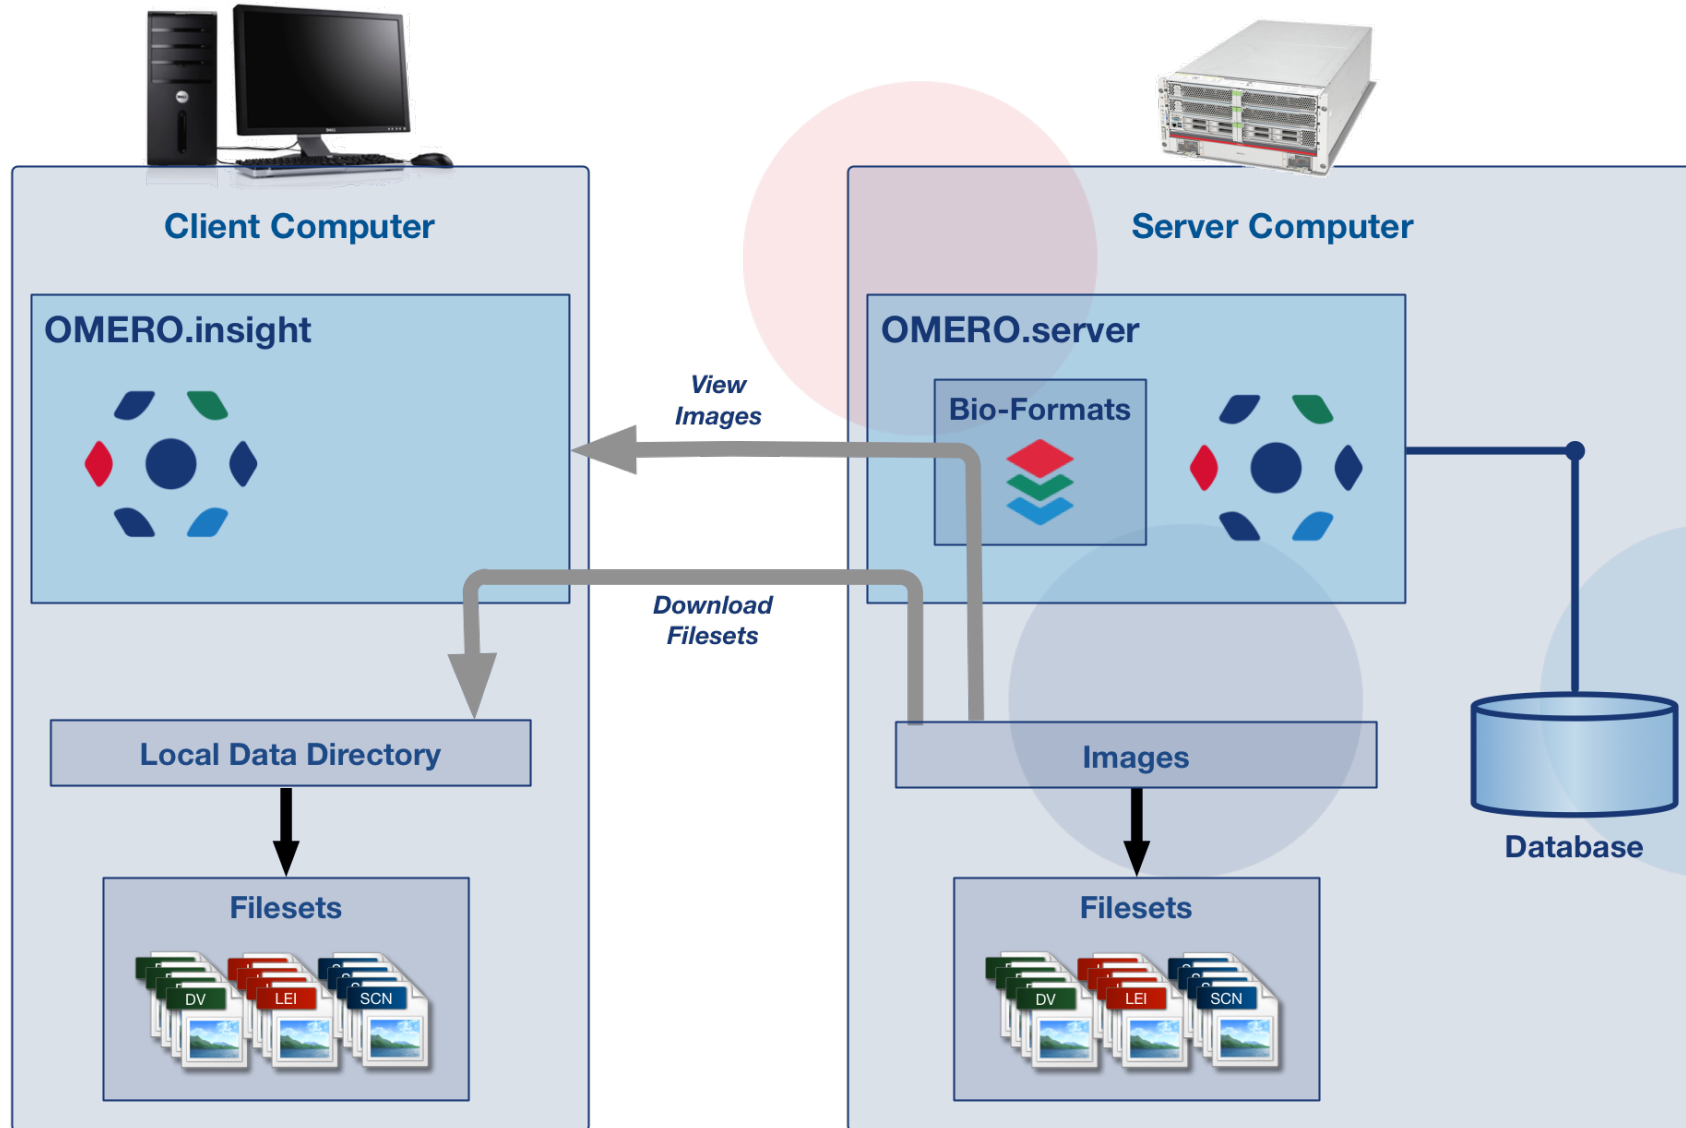 Client Computer
Server Computer
OMERO.insight
OMERO.server
View
Images
Bio-Formats
Download
Filesets
Local Data Directory
Images
Database
Filesets
DV
LEI
SCN
Filesets
DV
LEI
SCN